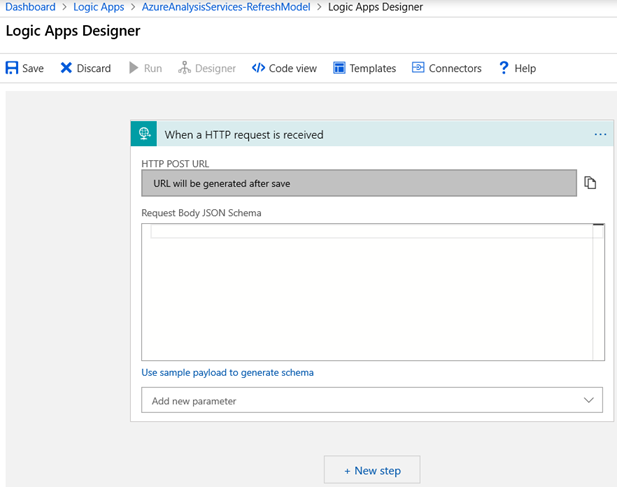 Dashboard > Logic Apps > AzureAnalysisServices-RefreshModel > Logic Apps Designer
Logic Apps Designer
Save Discard Run Designer Code view Templates Connectors ? Help
When a HTTP request is received ...
HTTP POST URL
URL will be generated after save
Request Body JSON Schema
Use sample payload to generate schema
Add new parameter
+ New step